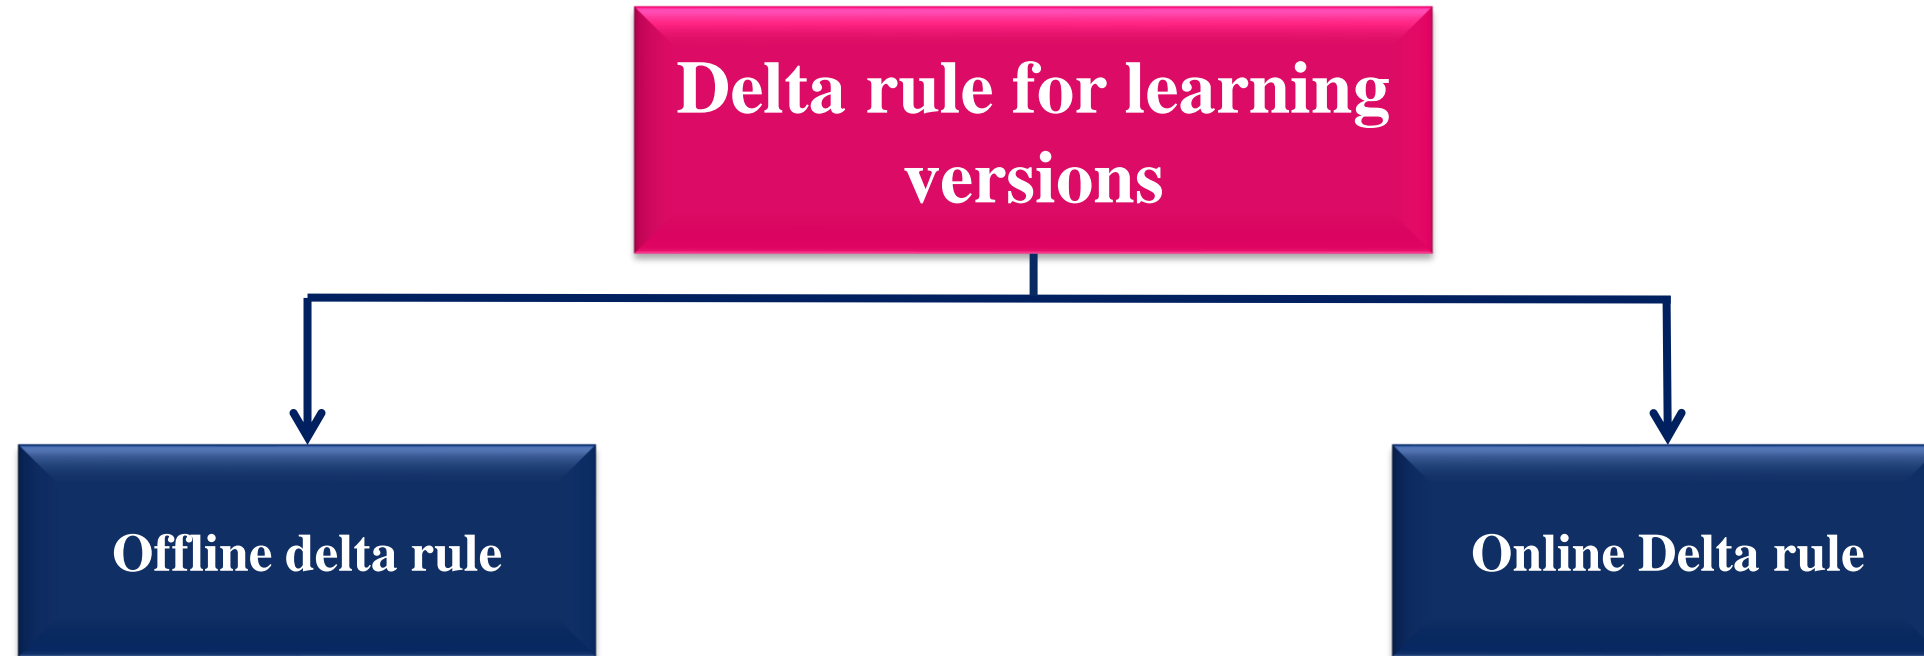 Delta rule for learning
versions
Offline delta rule
Online Delta rule